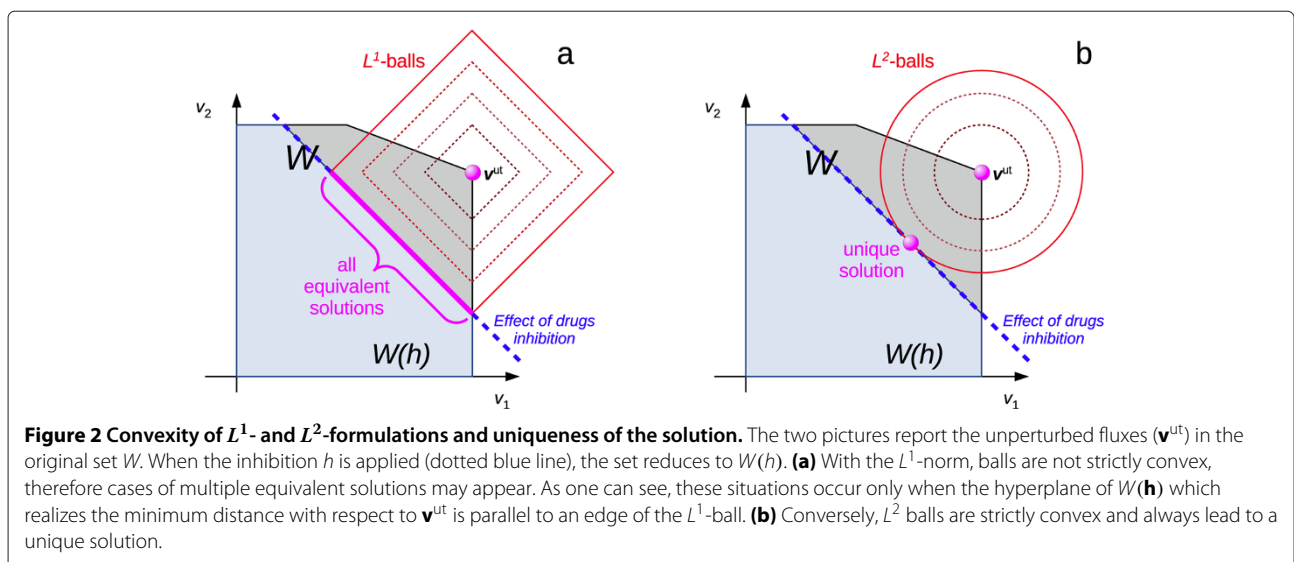 a
L¹-balls
v₂
W
vᵘᵗ
all
equivalent
solutions
Effect of drugs
inhibition
W(h)
v₁
b
L²-balls
v₂
W
vᵘᵗ
unique
solution
Effect of drugs
inhibition
W(h)
v₁
Figure 2 Convexity of L¹- and L²-formulations and uniqueness of the solution. The two pictures report the unperturbed fluxes (vᵘᵗ) in the
original set W. When the inhibition h is applied (dotted blue line), the set reduces to W(h). (a) With the L¹-norm, balls are not strictly convex,
therefore cases of multiple equivalent solutions may appear. As one can see, these situations occur only when the hyperplane of W(h) which
realizes the minimum distance with respect to vᵘᵗ is parallel to an edge of the L¹-ball. (b) Conversely, L² balls are strictly convex and always lead to a
unique solution.